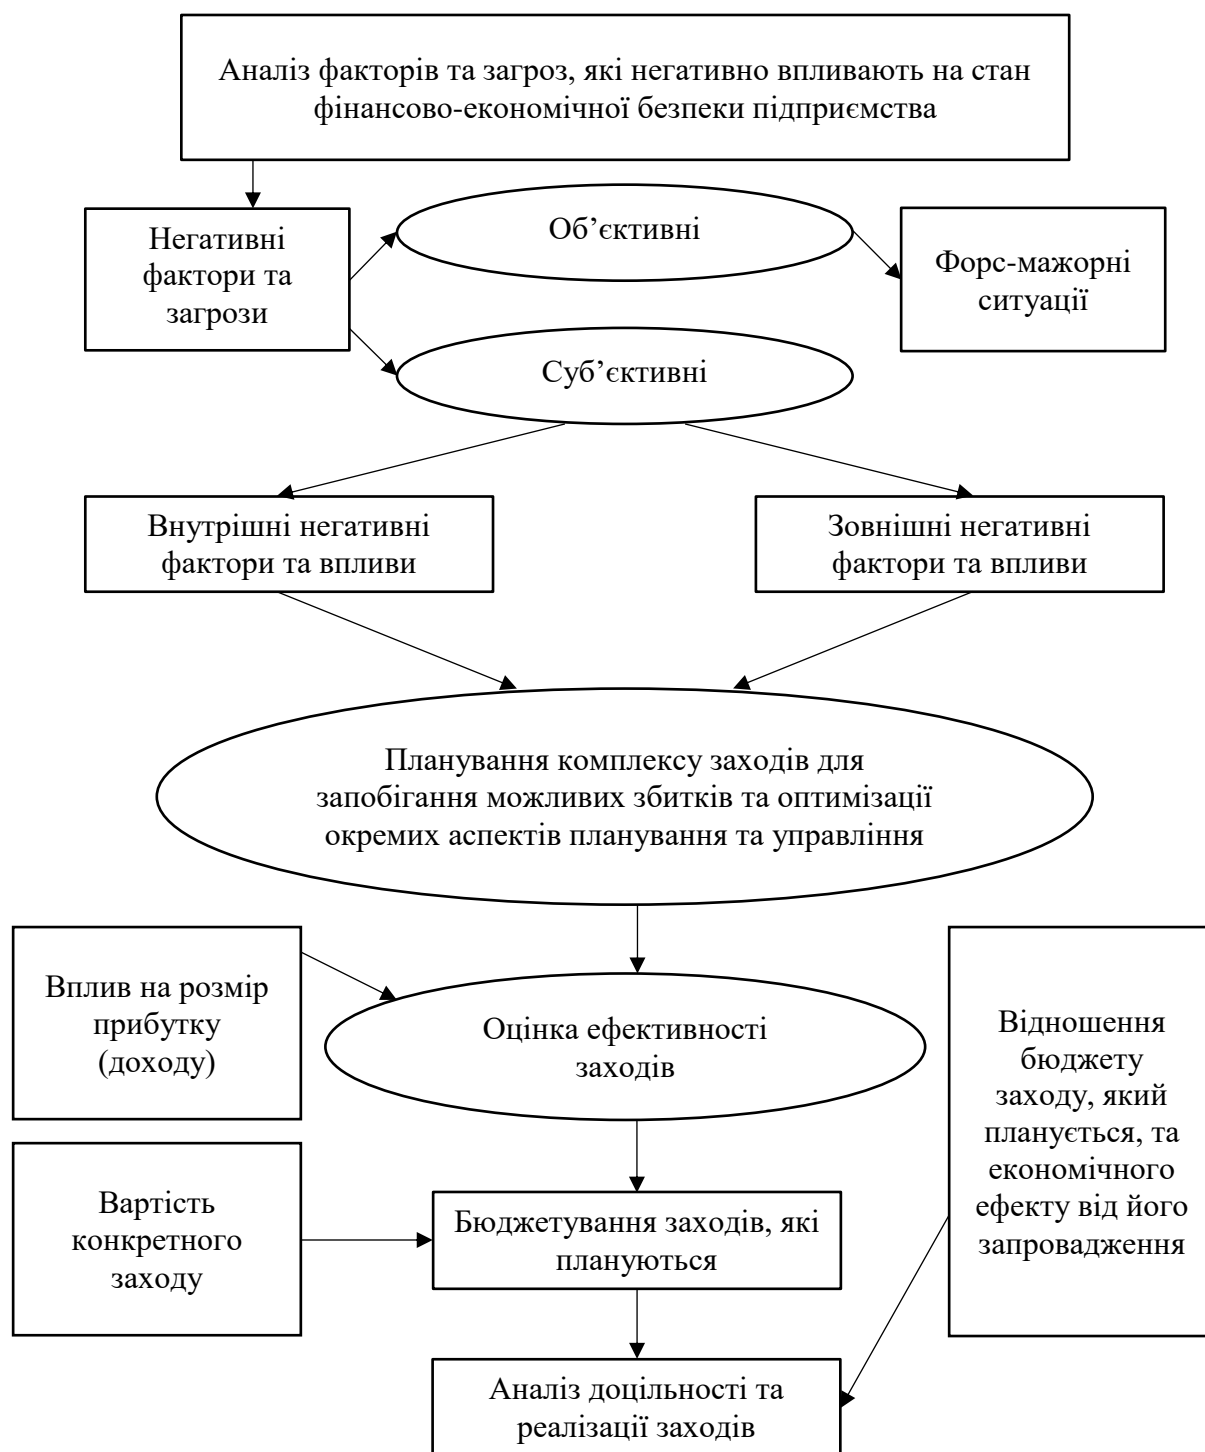 Аналіз факторів та загроз, які негативно впливають на стан
фінансово-економічної безпеки підприємства
Негативні
фактори та
загрози
Об’єктивні
Форс-мажорні
ситуації
Суб’єктивні
Внутрішні негативні
фактори та впливи
Зовнішні негативні
фактори та впливи
Планування комплексу заходів для
запобігання можливих збитків та оптимізації
окремих аспектів планування та управління
Вплив на розмір
прибутку
(доходу)
Оцінка ефективності
заходів
Відношення
бюджету
заходу, який
планується, та
економічного
ефекту від його
запровадження
Вартість
конкретного
заходу
Бюджетування заходів, які
плануються
Аналіз доцільності та
реалізації заходів